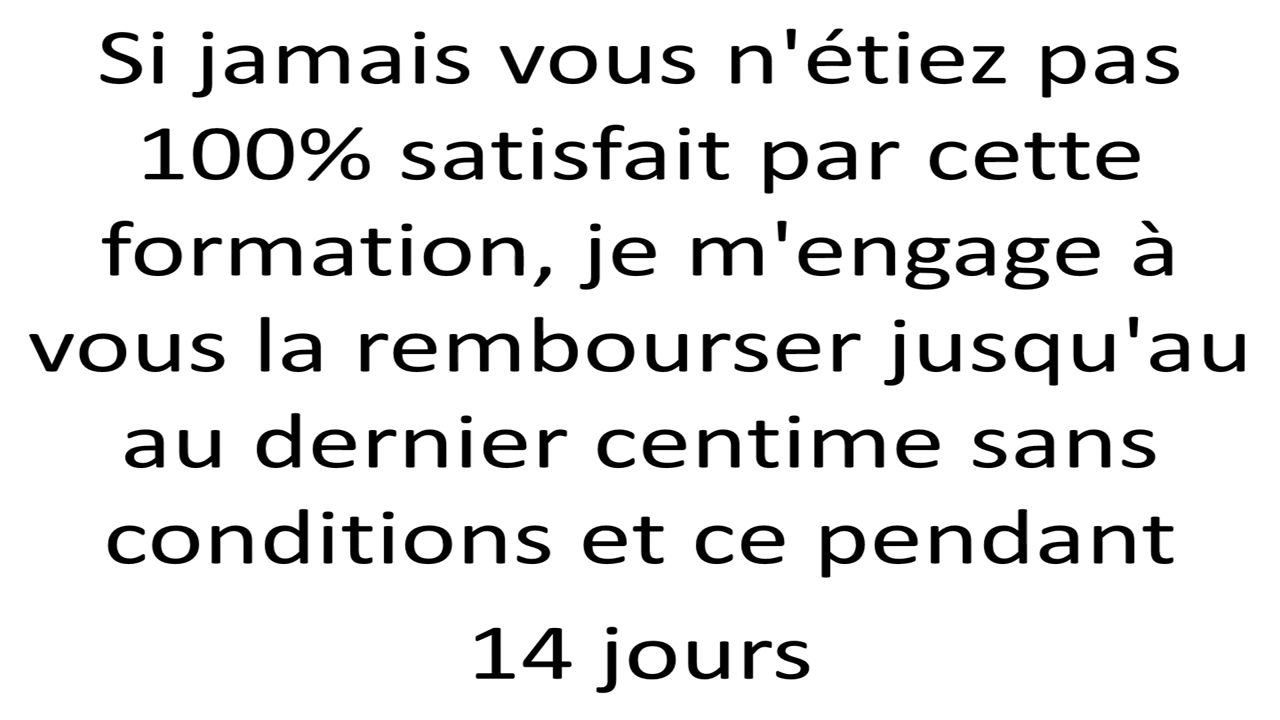 Si jamais vous n'étiez pas
100% satisfait par cette
formation, je m'engage à
vous la rembourser jusqu'au
au dernier centime sans
conditions et ce pendant
14 jours